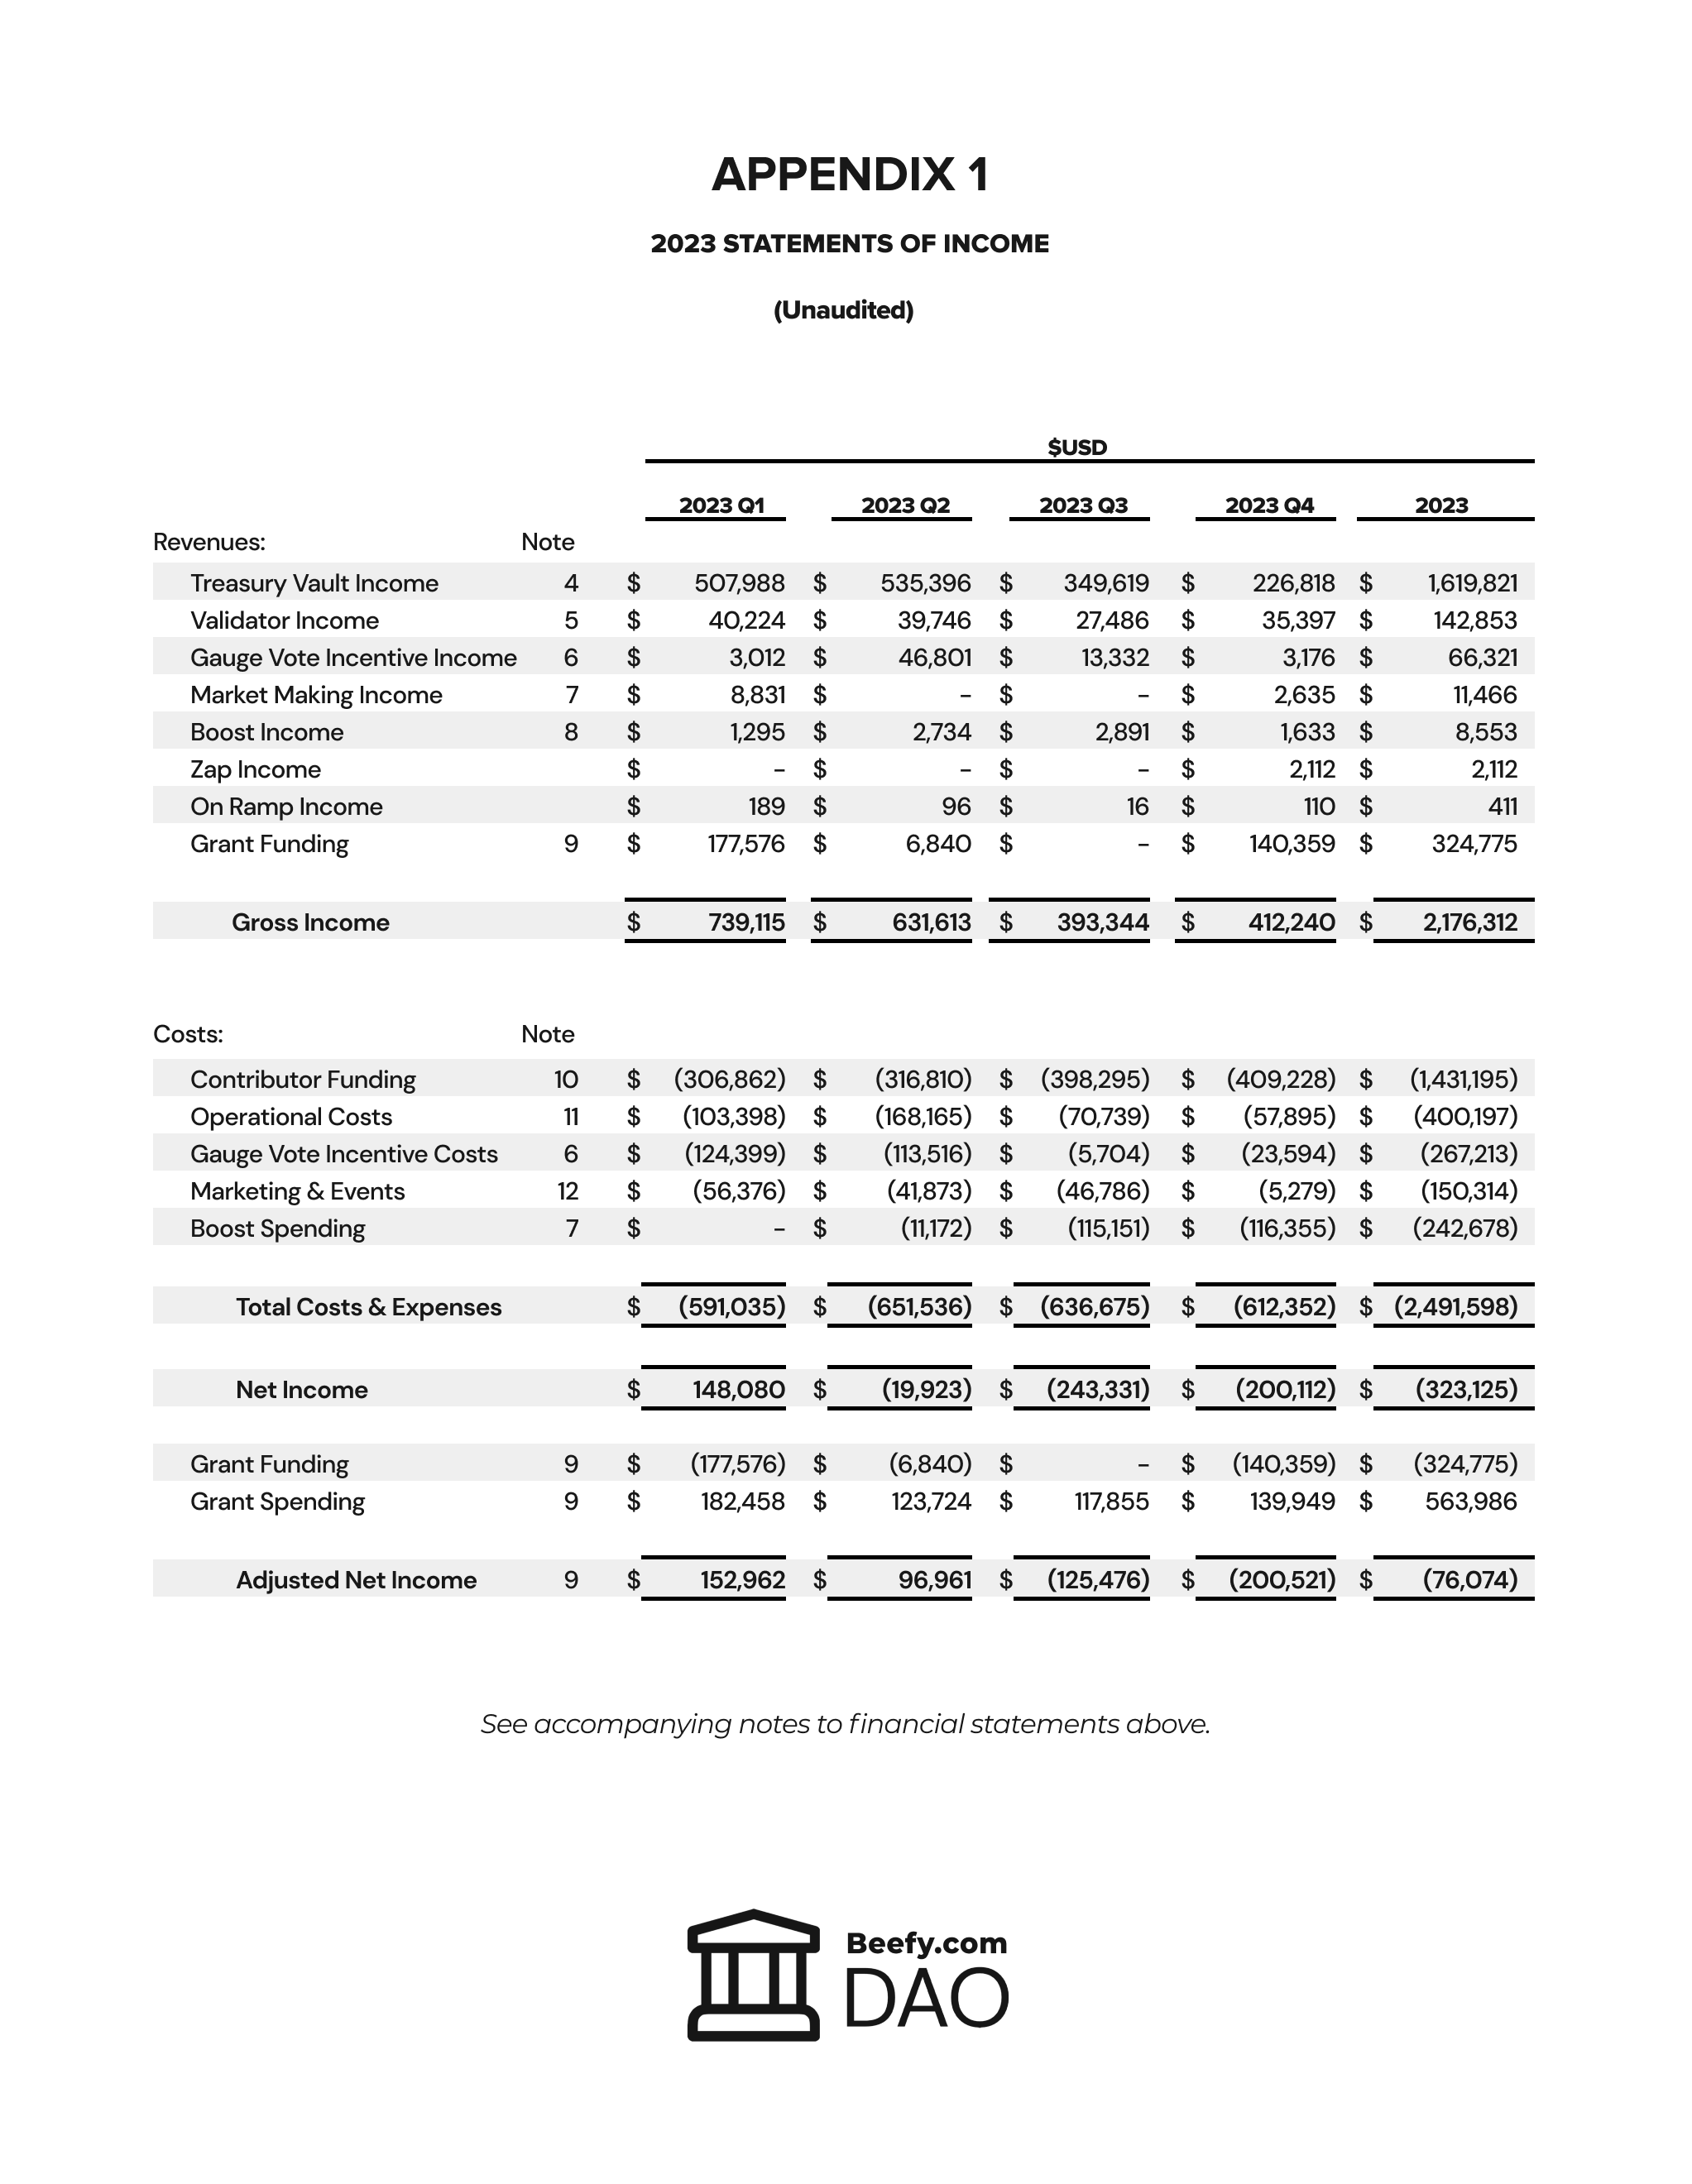 APPENDIX 1
2023 STATEMENTS OF INCOME
(Unaudited)
$USD
2023 Q1 2023 Q2 2023 Q3 2023 Q4 2023
Revenues: Note
Treasury Vault Income 4 $ 507,988 $ 535,396 $ 349,619 $ 226,818 $ 1,619,821
Validator Income 5 $ 40,224 $ 39,746 $ 27,486 $ 35,397 $ 142,853
Gauge Vote Incentive Income 6 $ 3,012 $ 46,801 $ 13,332 $ 3,176 $ 66,321
Market Making Income 7 $ 8,831 $ – $ – $ 2,635 $ 11,466
Boost Income 8 $ 1,295 $ 2,734 $ 2,891 $ 1,633 $ 8,553
Zap Income $ – $ – $ – $ 2,112 $ 2,112
On Ramp Income $ 189 $ 96 $ 16 $ 110 $ 411
Grant Funding 9 $ 177,576 $ 6,840 $ – $ 140,359 $ 324,775
Gross Income $ 739,115 $ 631,613 $ 393,344 $ 412,240 $ 2,176,312
Costs: Note
Contributor Funding 10 $ (306,862) $ (316,810) $ (398,295) $ (409,228) $ (1,431,195)
Operational Costs 11 $ (103,398) $ (168,165) $ (70,739) $ (57,895) $ (400,197)
Gauge Vote Incentive Costs 6 $ (124,399) $ (113,516) $ (5,704) $ (23,594) $ (267,213)
Marketing & Events 12 $ (56,376) $ (41,873) $ (46,786) $ (5,279) $ (150,314)
Boost Spending 7 $ – $ (11,172) $ (115,151) $ (116,355) $ (242,678)
Total Costs & Expenses $ (591,035) $ (651,536) $ (636,675) $ (612,352) $ (2,491,598)
Net Income $ 148,080 $ (19,923) $ (243,331) $ (200,112) $ (323,125)
Grant Funding 9 $ (177,576) $ (6,840) $ – $ (140,359) $ (324,775)
Grant Spending 9 $ 182,458 $ 123,724 $ 117,855 $ 139,949 $ 563,986
Adjusted Net Income 9 $ 152,962 $ 96,961 $ (125,476) $ (200,521) $ (76,074)
See accompanying notes to financial statements above.
Beefy.com
DAO